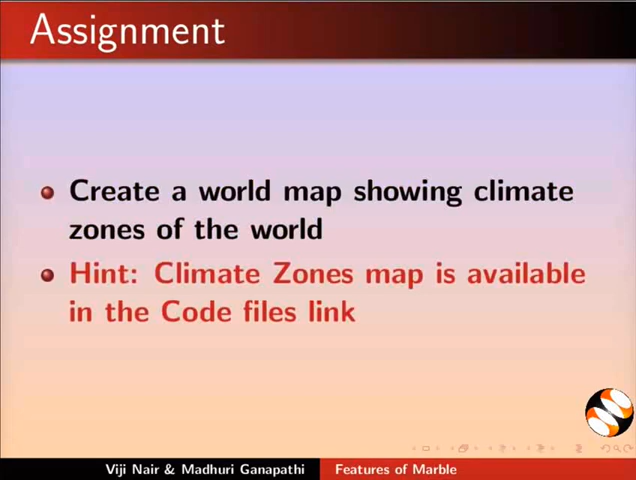 Assignment
Create a world map showing climate
zones of the world
Hint: Climate Zones map is available
in the Code files link
Viji Nair & Madhuri Ganapathi Features of Marble